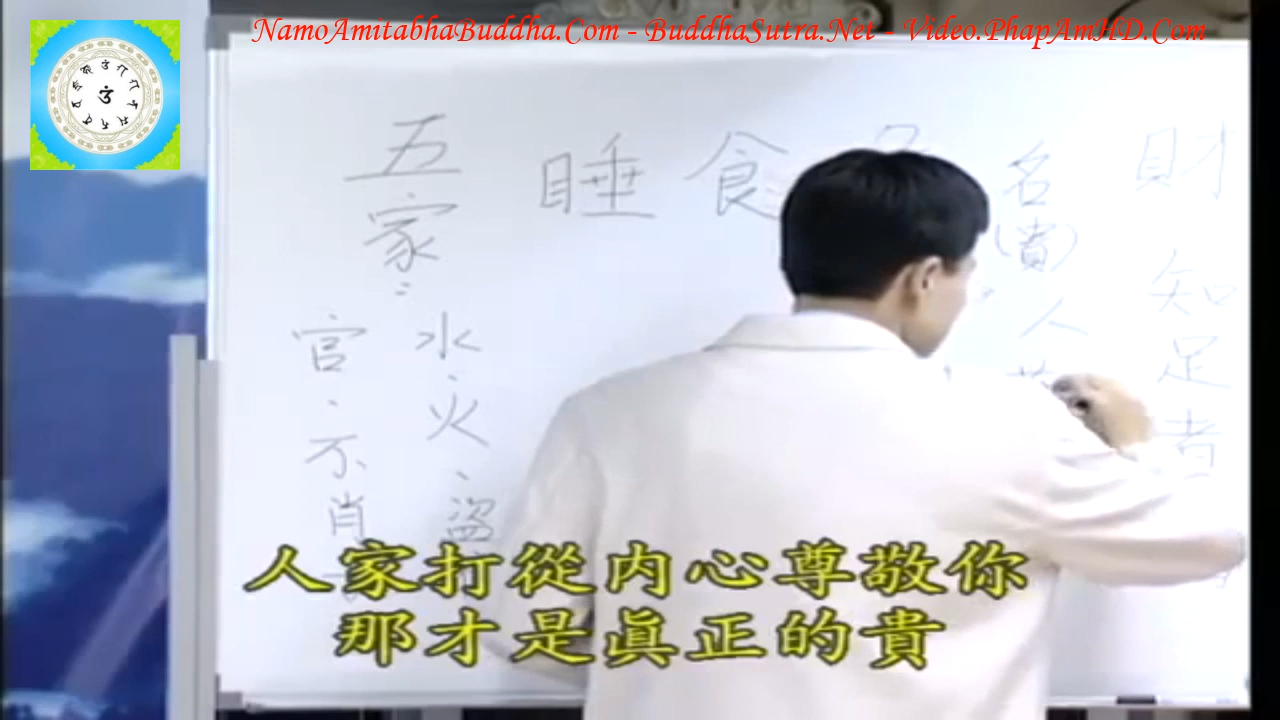 NamoAmitabhaBuddha.Com - BuddhaSutra.Net - Video.PhapAmHD.Com
財
知足者
名
(貴)
人
食
睡
五家:
水、火、盜
官、不肖
人家打從内心尊敬你
那才是真正的貴